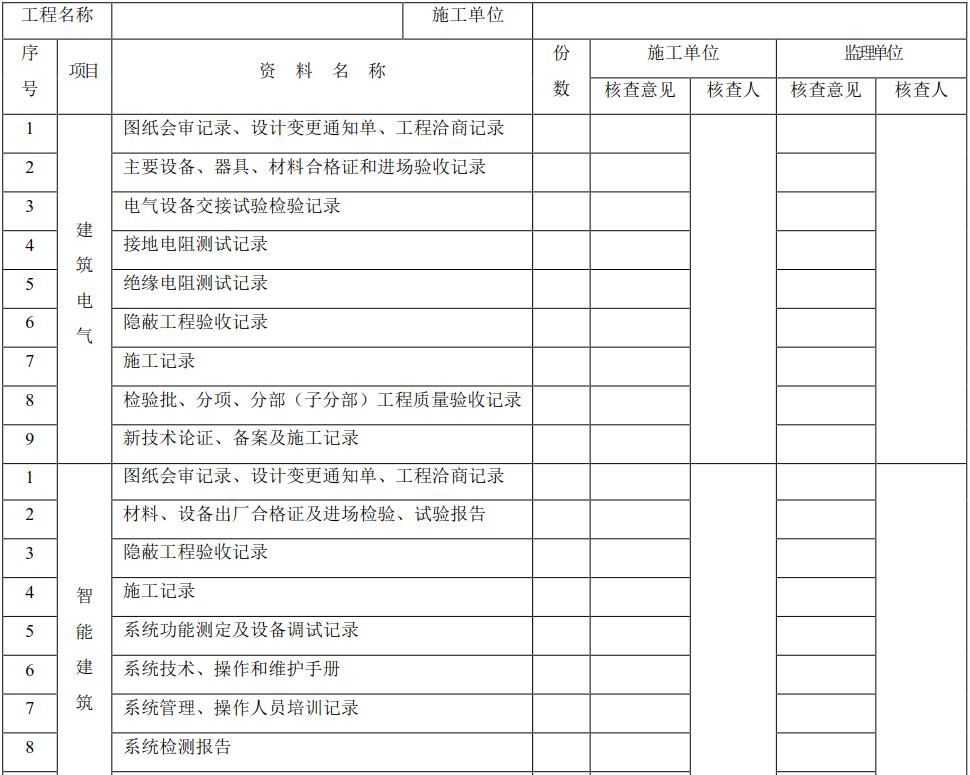 工程名称 施工单位
序号 项目 资料名称 份数 施工单位 监理单位
核查意见 核查人 核查意见 核查人
建筑电气
1 图纸会审记录、设计变更通知单、工程洽商记录
2 主要设备、器具、材料合格证和进场验收记录
3 电气设备交接试验检验记录
4 接地电阻测试记录
5 绝缘电阻测试记录
6 隐蔽工程验收记录
7 施工记录
8 检验批、分项、分部（子分部）工程质量验收记录
9 新技术论证、备案及施工记录
智能建筑
1 图纸会审记录、设计变更通知单、工程洽商记录
2 材料、设备出厂合格证及进场检验、试验报告
3 隐蔽工程验收记录
4 施工记录
5 系统功能测定及设备调试记录
6 系统技术、操作和维护手册
7 系统管理、操作人员培训记录
8 系统检测报告